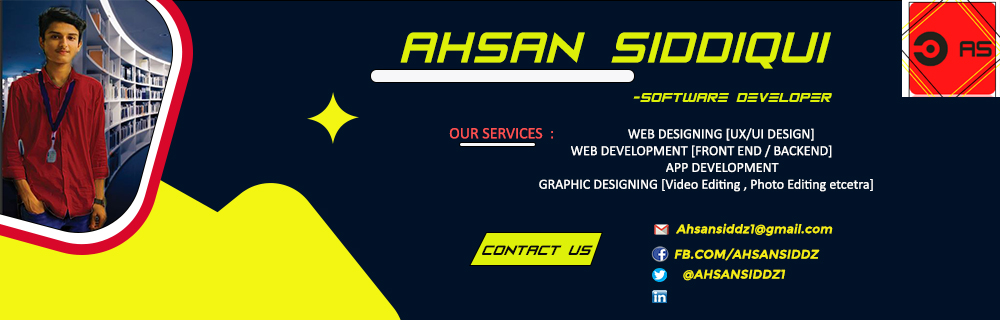 AHSAN SIDDIQUI
AS
-SOFTWARE DEVELOPER
OUR SERVICES :
WEB DESIGNING [UX/UI DESIGN]
WEB DEVELOPMENT [FRONT END / BACKEND]
APP DEVELOPMENT
GRAPHIC DESIGNING [Video Editing , Photo Editing etcetra]
CONTACT US
Ahsansiddz1@gmail.com
FB.COM/AHSANSIDDZ
@AHSANSIDDZ1
in